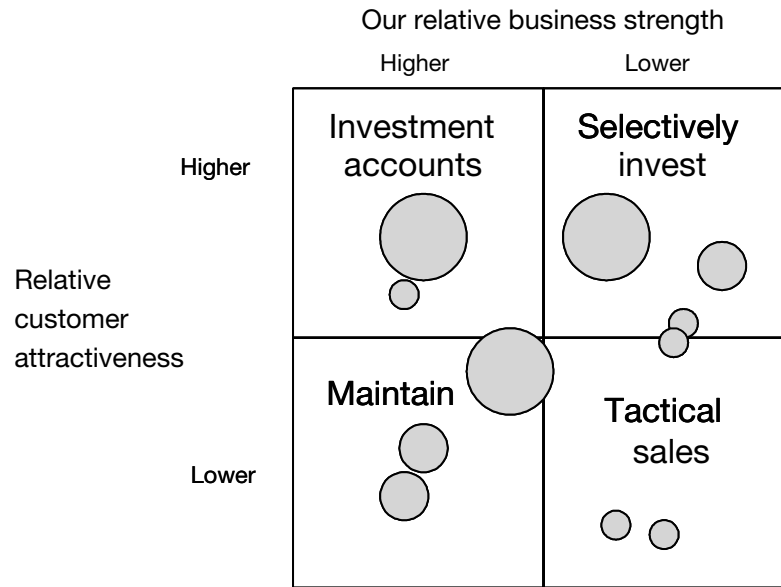 Our relative business strength
Higher
Lower
Investment
accounts
Selectively
invest
Higher
Relative
customer
attractiveness
Maintain
Tactical
sales
Lower